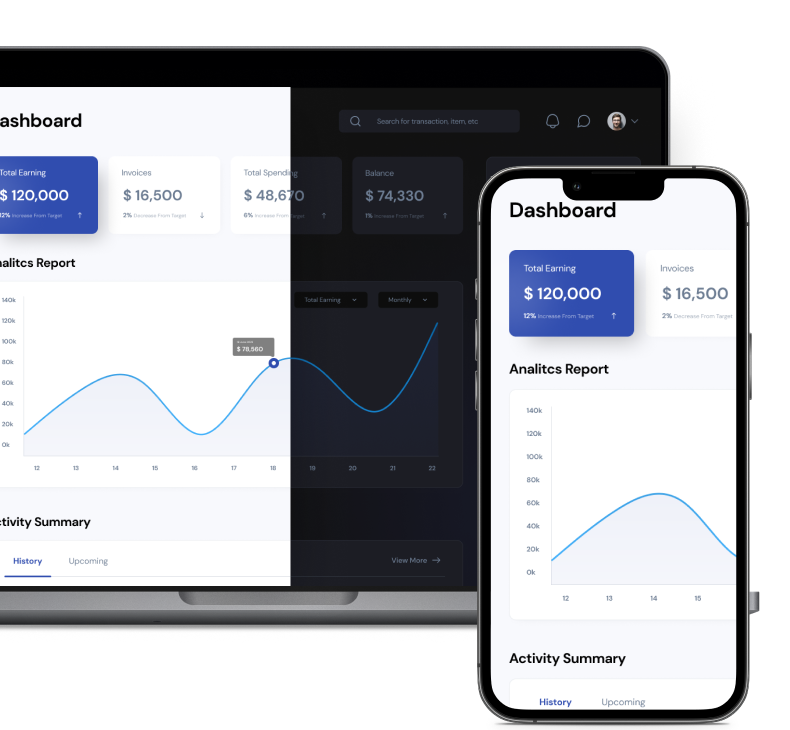 ashboard
Search for transaction, item, etc
Total Earning
$ 120,000
12% Increase From Target
Invoices
$ 16,500
2% Decrease From Target
Total Spending
$ 48,670
6% Increase From Target
Balance
$ 74,330
1% Increase From Target
nalitcs Report
Total Earning
Monthly
140k
120k
100k
80k
60k
40k
20k
0k
$ 78,560
12 13 14 15 16 17 18 19 20 21 23
ctivity Summary
History
Upcoming
View More
Dashboard
Total Earning
$ 120,000
12% Increase From Target
Invoices
$ 16,500
2% Decrease From Target
Analitcs Report
140k
120k
100k
80k
60k
40k
20k
0k
12 13 14 15
Activity Summary
History
Upcoming